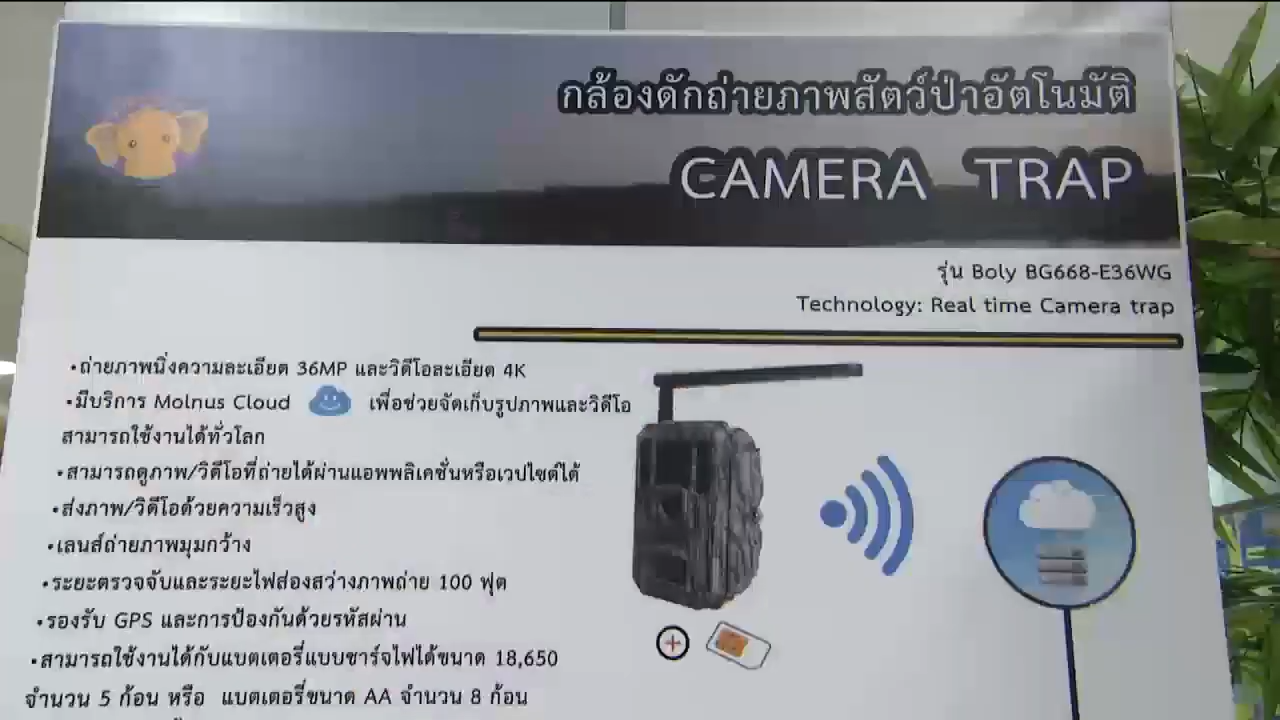 กล้องดักถ่ายภาพสัตว์ป่าอัตโนมัติ
CAMERA TRAP
รุ่น Boly BG668-E36WG
Technology: Real time Camera trap
•ถ่ายภาพนิ่งความละเอียด 36MP และวิดีโอละเอียด 4K
•มีบริการ Molnus Cloud เพื่อช่วยจัดเก็บรูปภาพและวิดีโอ
สามารถใช้งานได้ทั่วโลก
•สามารถดูภาพ/วิดีโอที่ถ่ายได้ผ่านแอพพลิเคชั่นหรือเวปไซต์ได้
•ส่งภาพ/วิดีโอด้วยความเร็วสูง
•เลนส์ถ่ายภาพมุมกว้าง
•ระยะตรวจจับและระยะไฟส่องสว่างภาพถ่าย 100 ฟุต
•รองรับ GPS และการป้องกันด้วยรหัสผ่าน
•สามารถใช้งานได้กับแบตเตอรี่แบบชาร์จไฟได้ขนาด 18,650
จำนวน 5 ก้อน หรือ แบตเตอรี่ขนาด AA จำนวน 8 ก้อน